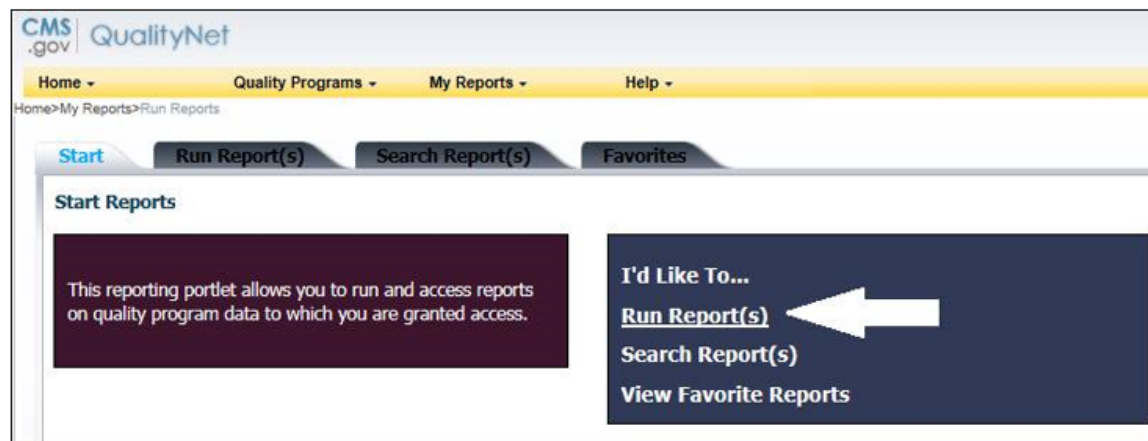 CMS
.gov QualityNet
Home Quality Programs My Reports Help
Home>My Reports>Run Reports
Start Run Report(s) Search Report(s) Favorites
Start Reports
This reporting portlet allows you to run and access reports
on quality program data to which you are granted access.
I'd Like To...
Run Report(s)
Search Report(s)
View Favorite Reports